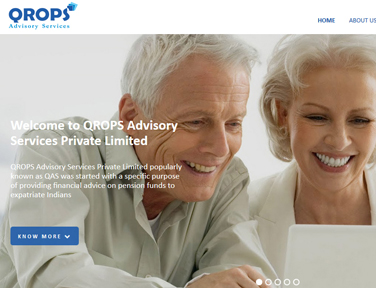 QROPS
Advisory Services
HOME ABOUT US
Welcome to QROPS Advisory
Services Private Limited
QROPS Advisory Services Private Limited popularly
known as QAS was started with a specific purpose
of providing financial advice on pension funds to
expatriate Indians
KNOW MORE